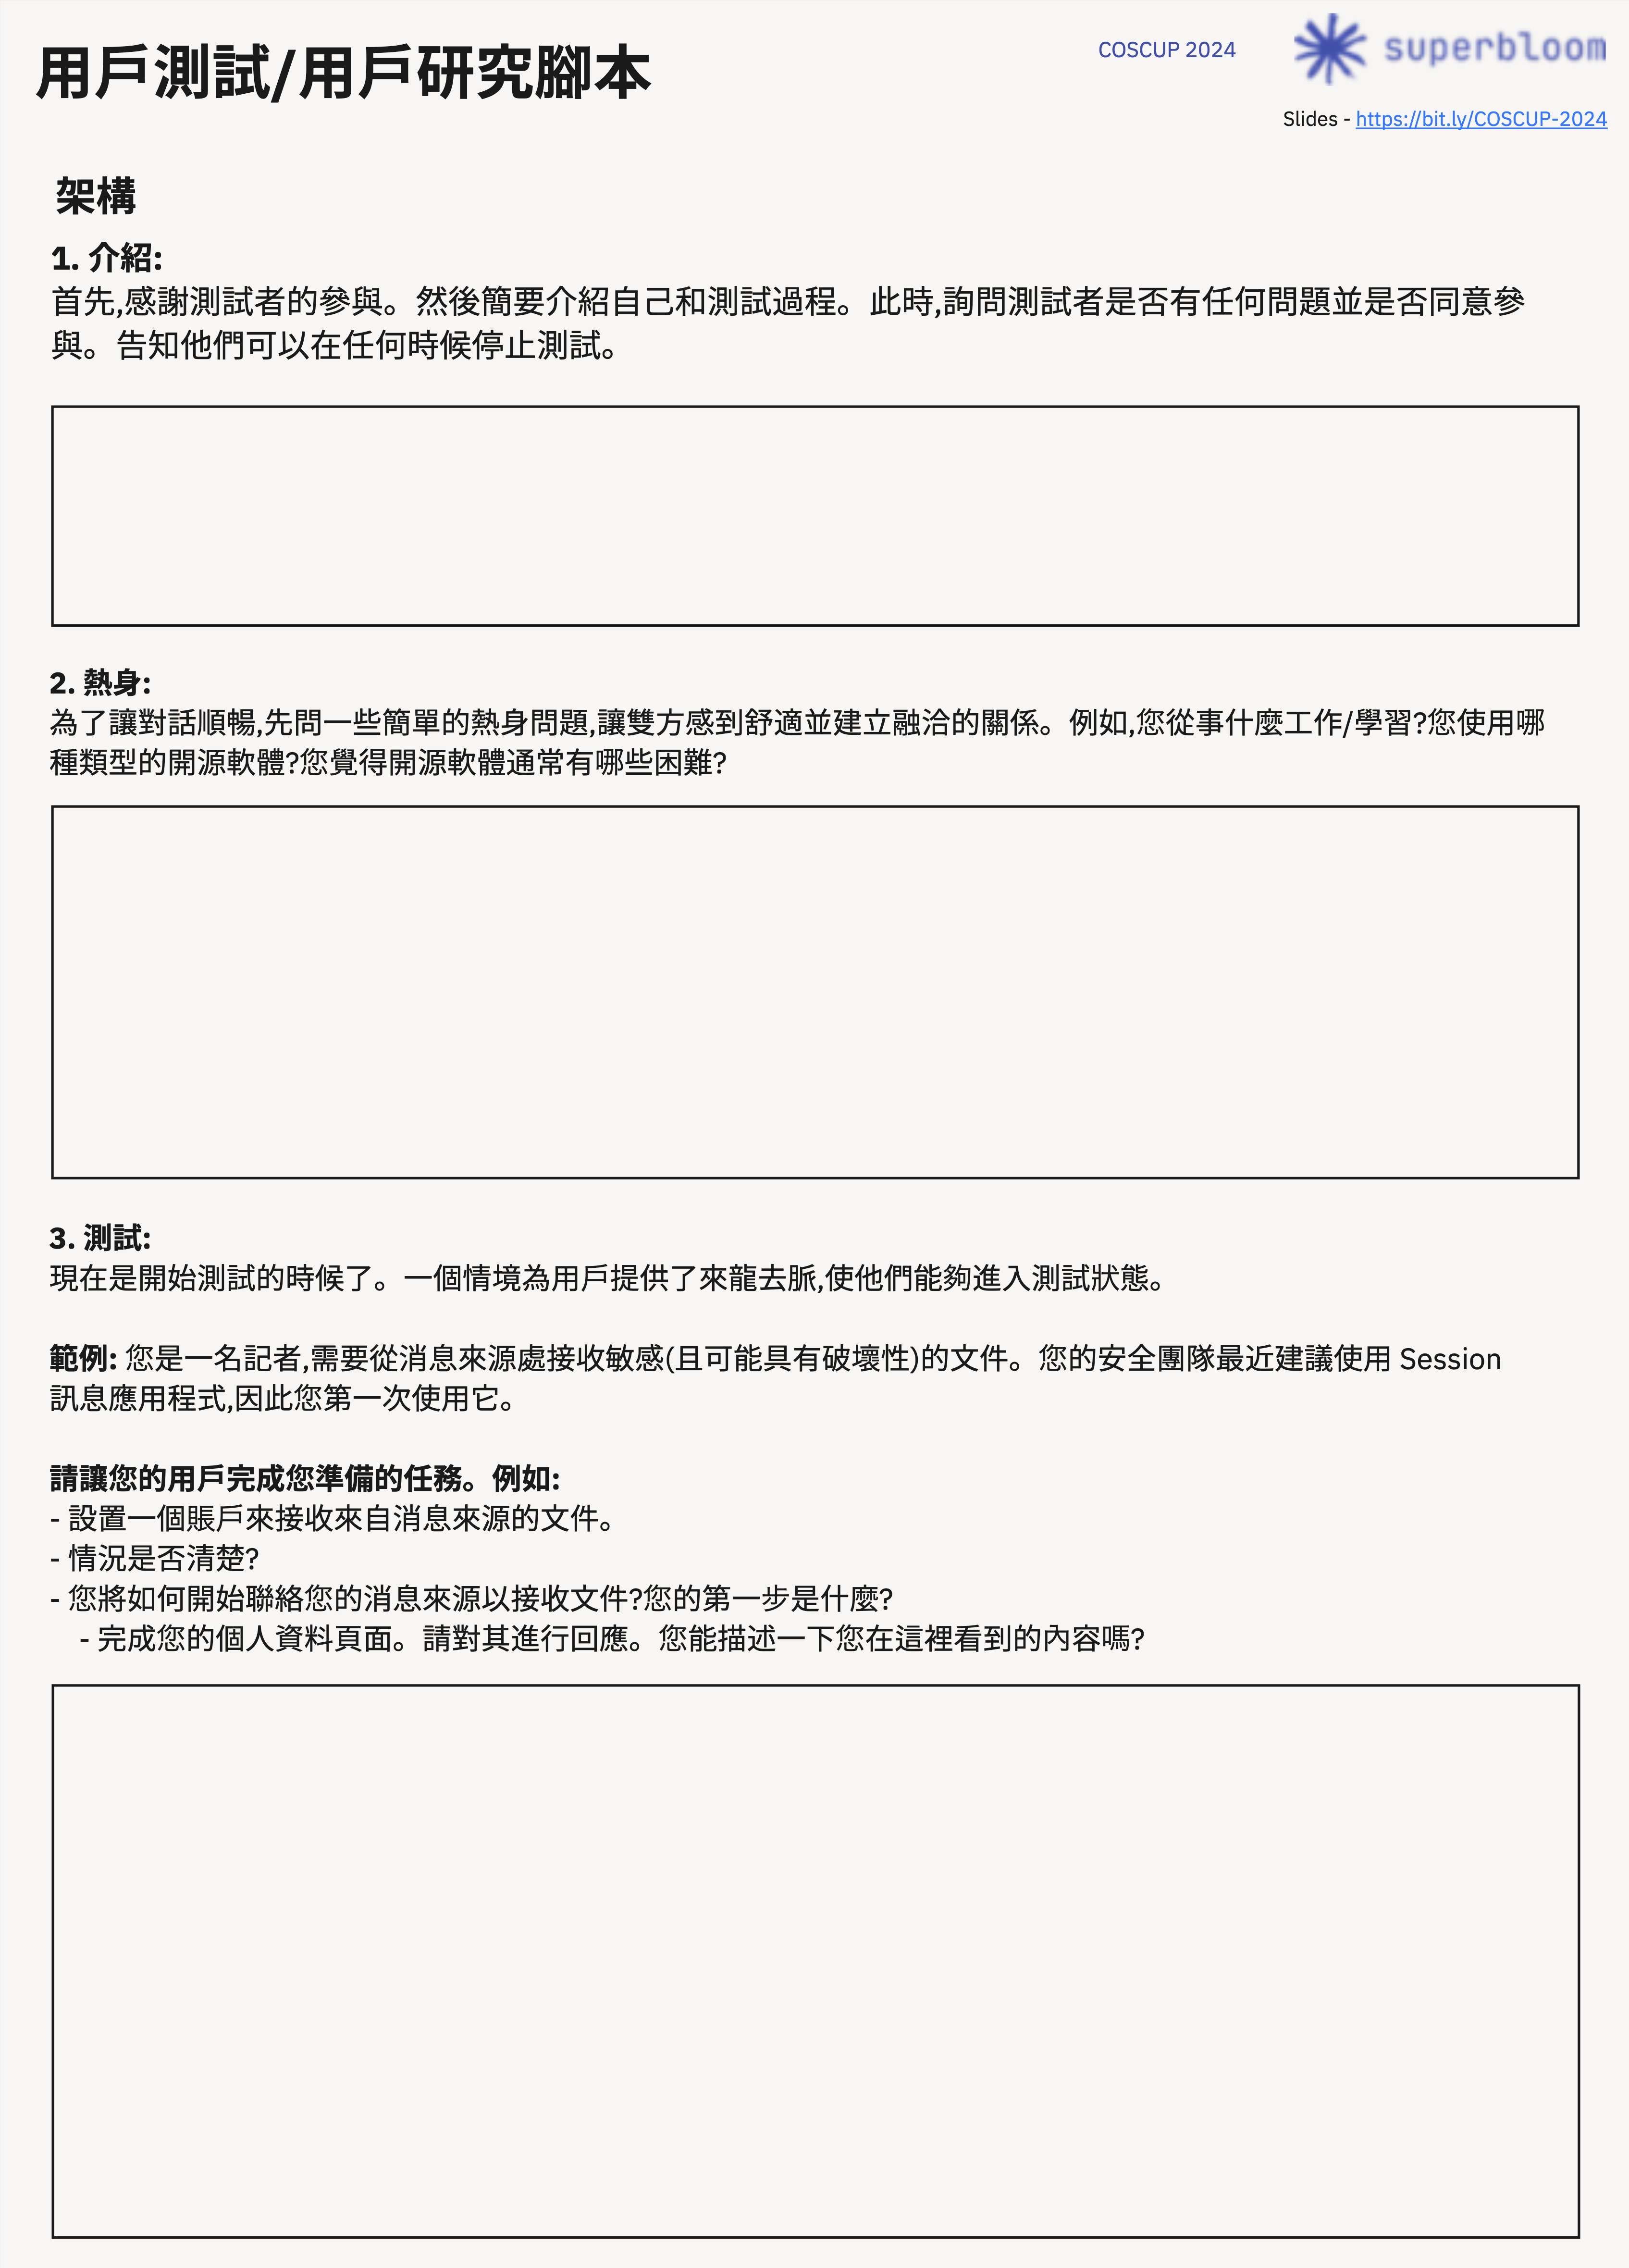 用戶測試/用戶研究腳本
COSCUP 2024
superbloom
Slides - https://bit.ly/COSCUP-2024
架構
1. 介紹:
首先,感謝測試者的參與。然後簡要介紹自己和測試過程。此時,詢問測試者是否有任何問題並是否同意參
與。告知他們可以在任何時候停止測試。
2. 熱身:
為了讓對話順暢,先問一些簡單的熱身問題,讓雙方感到舒適並建立融洽的關係。例如,您從事什麼工作/學習?您使用哪
種類型的開源軟體?您覺得開源軟體通常有哪些困難?
3. 測試:
現在是開始測試的時候了。一個情境為用戶提供了來龍去脈,使他們能夠進入測試狀態。
範例: 您是一名記者,需要從消息來源處接收敏感(且可能具有破壞性)的文件。您的安全團隊最近建議使用 Session
訊息應用程式,因此您第一次使用它。
請讓您的用戶完成您準備的任務。例如:
- 設置一個賬戶來接收來自消息來源的文件。
- 情況是否清楚?
- 您將如何開始聯絡您的消息來源以接收文件?您的第一步是什麼?
- 完成您的個人資料頁面。請對其進行回應。您能描述一下您在這裡看到的內容嗎?